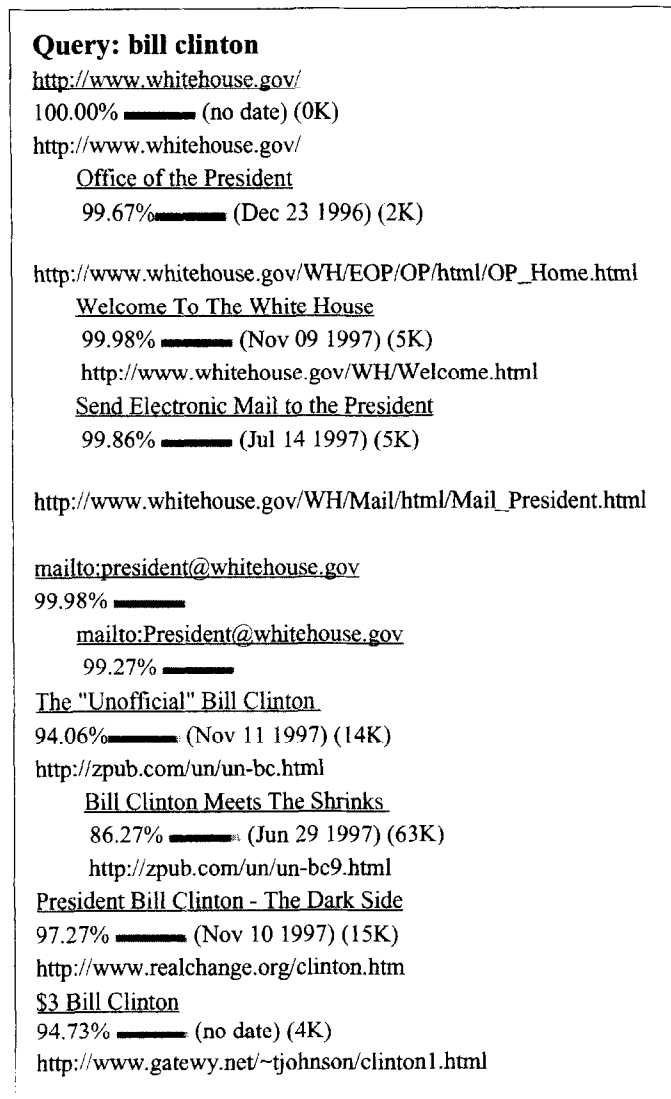 Query: bill clinton
http://www.whitehouse.gov/
100.00% (no date) (0K)
http://www.whitehouse.gov/
Office of the President
99.67% (Dec 23 1996) (2K)
http://www.whitehouse.gov/WH/EOP/OP/html/OP_Home.html
Welcome To The White House
99.98% (Nov 09 1997) (5K)
http://www.whitehouse.gov/WH/Welcome.html
Send Electronic Mail to the President
99.86% (Jul 14 1997) (5K)
http://www.whitehouse.gov/WH/Mail/html/Mail_President.html
mailto:president@whitehouse.gov
99.98%
mailto:President@whitehouse.gov
99.27%
The "Unofficial" Bill Clinton
94.06% (Nov 11 1997) (14K)
http://zpub.com/un/un-bc.html
Bill Clinton Meets The Shrinks
86.27% (Jun 29 1997) (63K)
http://zpub.com/un/un-bc9.html
President Bill Clinton - The Dark Side
97.27% (Nov 10 1997) (15K)
http://www.realchange.org/clinton.htm
$3 Bill Clinton
94.73% (no date) (4K)
http://www.gatewy.net/~tjohnson/clinton1.html